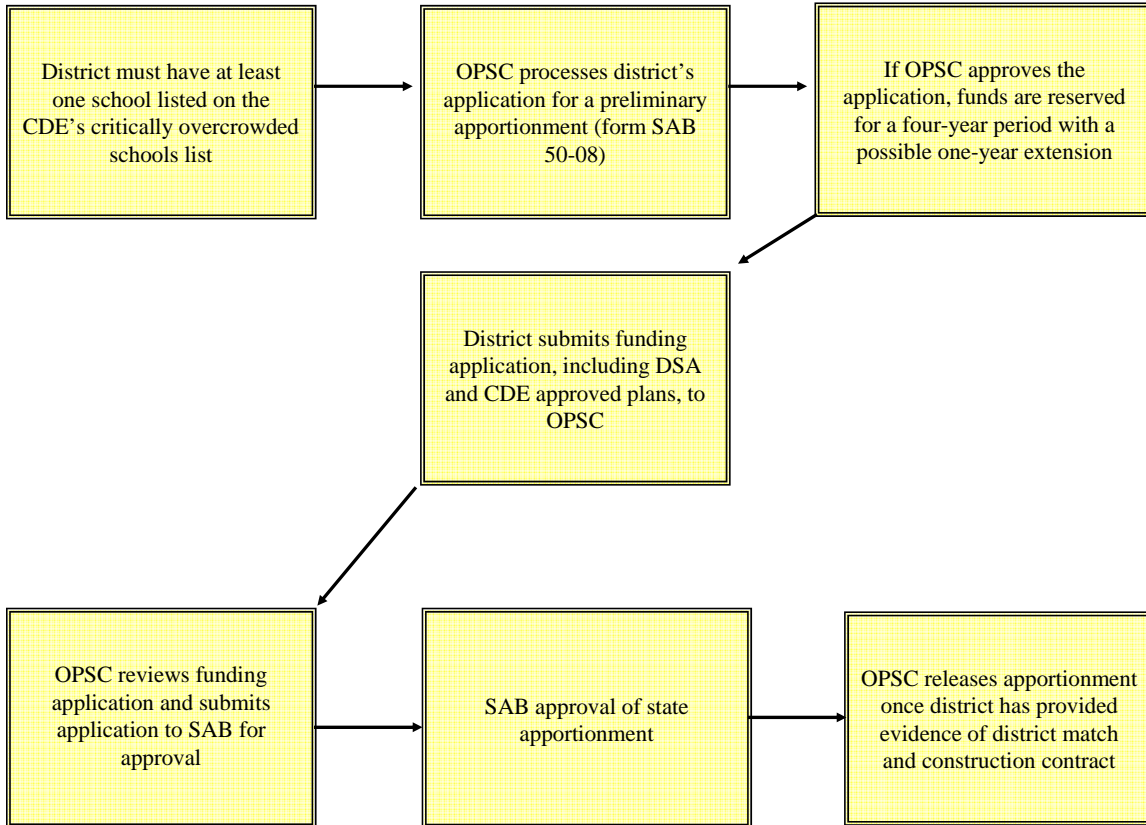 District must have at least
one school listed on the
CDE's critically overcrowded
schools list
OPSC processes district's
application for a preliminary
apportionment (form SAB
50-08)
If OPSC approves the
application, funds are reserved
for a four-year period with a
possible one-year extension
District submits funding
application, including DSA
and CDE approved plans, to
OPSC
OPSC reviews funding
application and submits
application to SAB for
approval
SAB approval of state
apportionment
OPSC releases apportionment
once district has provided
evidence of district match
and construction contract